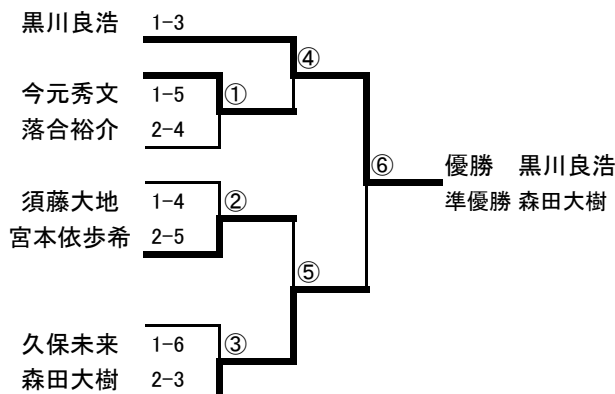 黒川良浩 1-3
④
今元秀文 1-5 ①
落合裕介 2-4
⑥ 優勝 黒川良浩
準優勝 森田大樹
須藤大地 1-4 ②
宮本依歩希 2-5
⑤
久保未来 1-6 ③
森田大樹 2-3